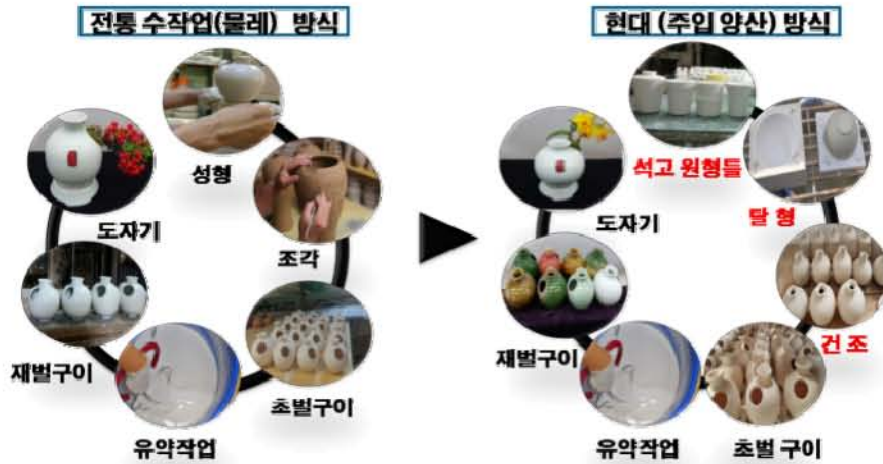 전통 수작업(물레) 방식
성형
조각
초벌구이
유약작업
재벌구이
도자기
현대 (주입 양산) 방식
석고 원형틀
탈 형
건 조
초벌 구이
유약작업
재벌구이
도자기